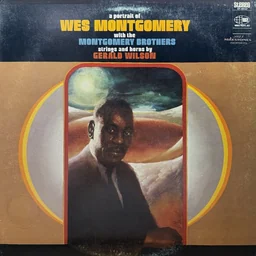 a portrait of
WES MONTGOMERY
with the
MONTGOMERY BROTHERS
strings and horns by
GERALD WILSON
STEREO